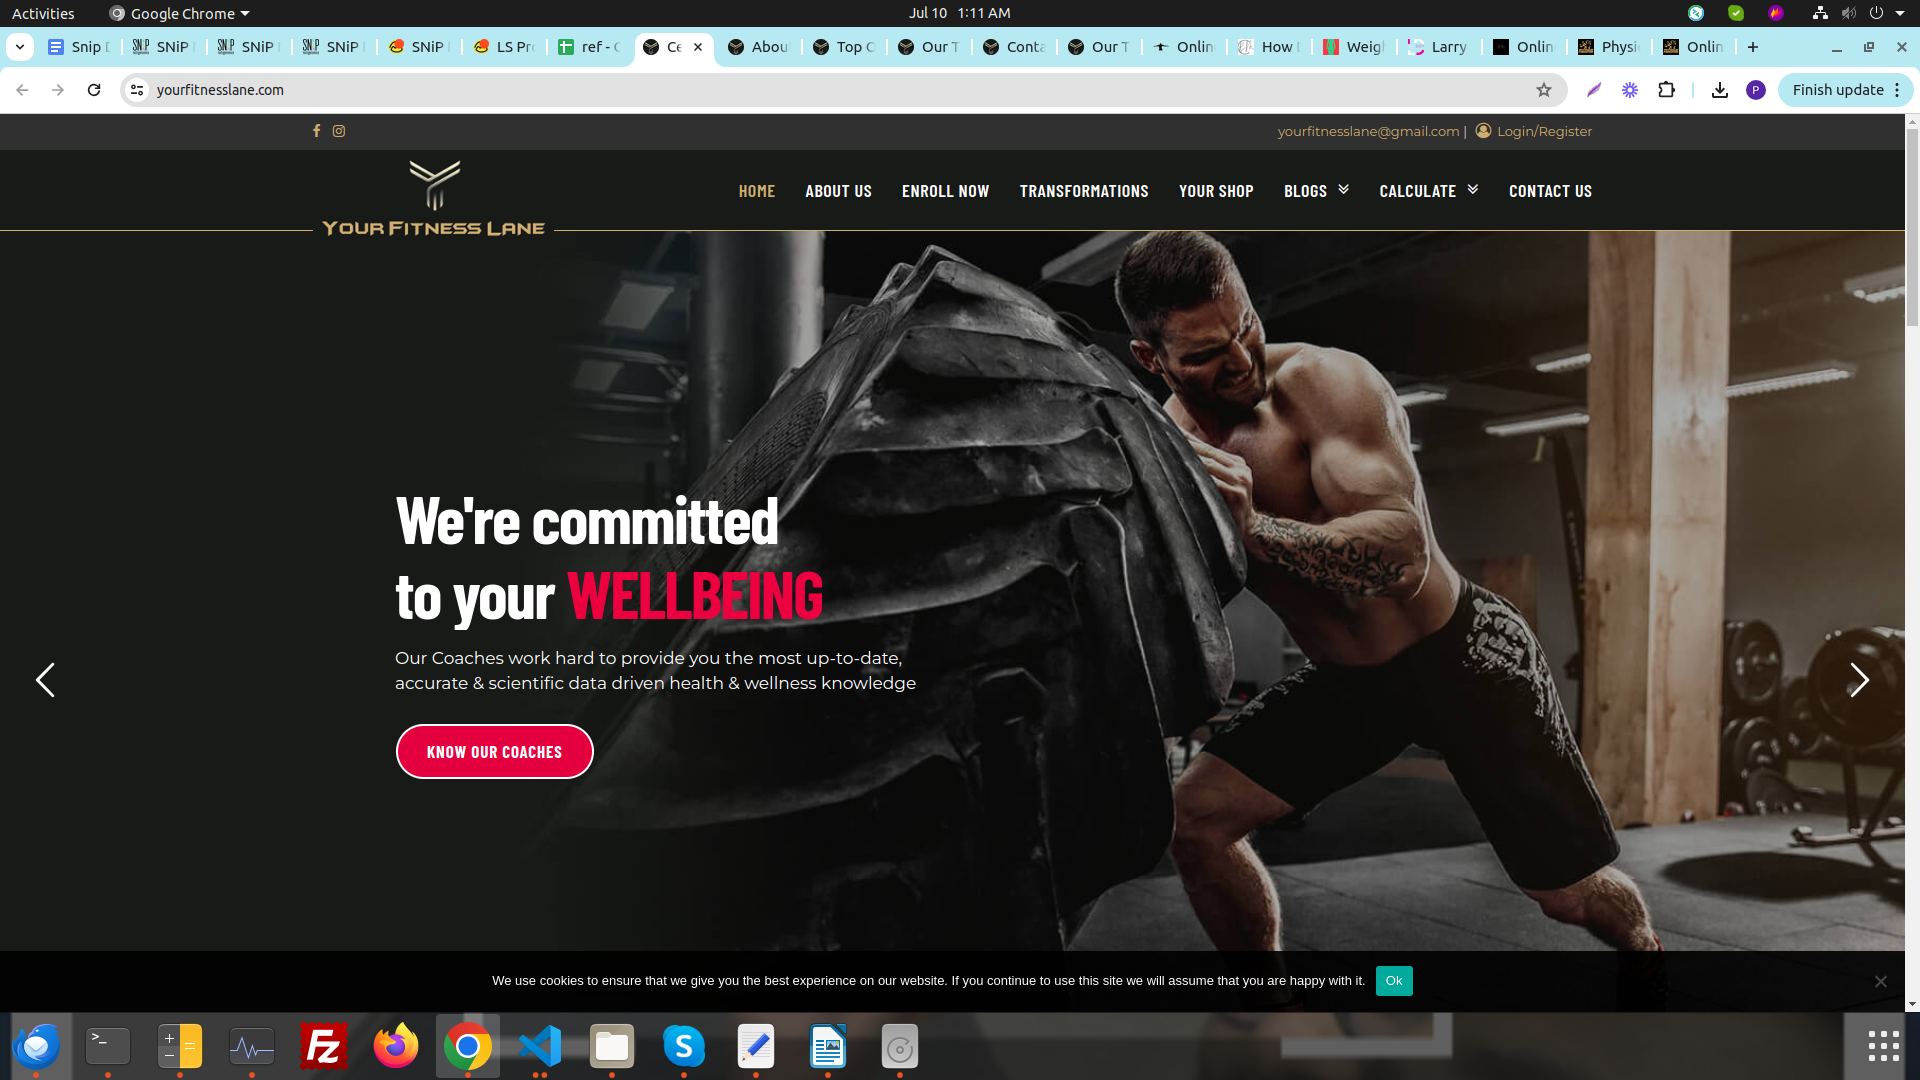 Activities
Google Chrome
Jul 10 1:11 AM
Snip
SNiP
SNiP
SNiP
SNiP
LS Pr
ref -
Ce
Abou
Top
Our T
Conta
Our T
Onlin
How
Weig
Larry
Onlin
Physi
Onlin
yourfitnesslane.com
P
Finish update
yourfitnesslane@gmail.com | Login/Register
HOME
ABOUT US
ENROLL NOW
TRANSFORMATIONS
YOUR SHOP
BLOGS
CALCULATE
CONTACT US
YOUR FITNESS LANE
We're committed
to your WELLBEING
Our Coaches work hard to provide you the most up-to-date,
accurate & scientific data driven health & wellness knowledge
KNOW OUR COACHES
We use cookies to ensure that we give you the best experience on our website. If you continue to use this site we will assume that you are happy with it.
Ok